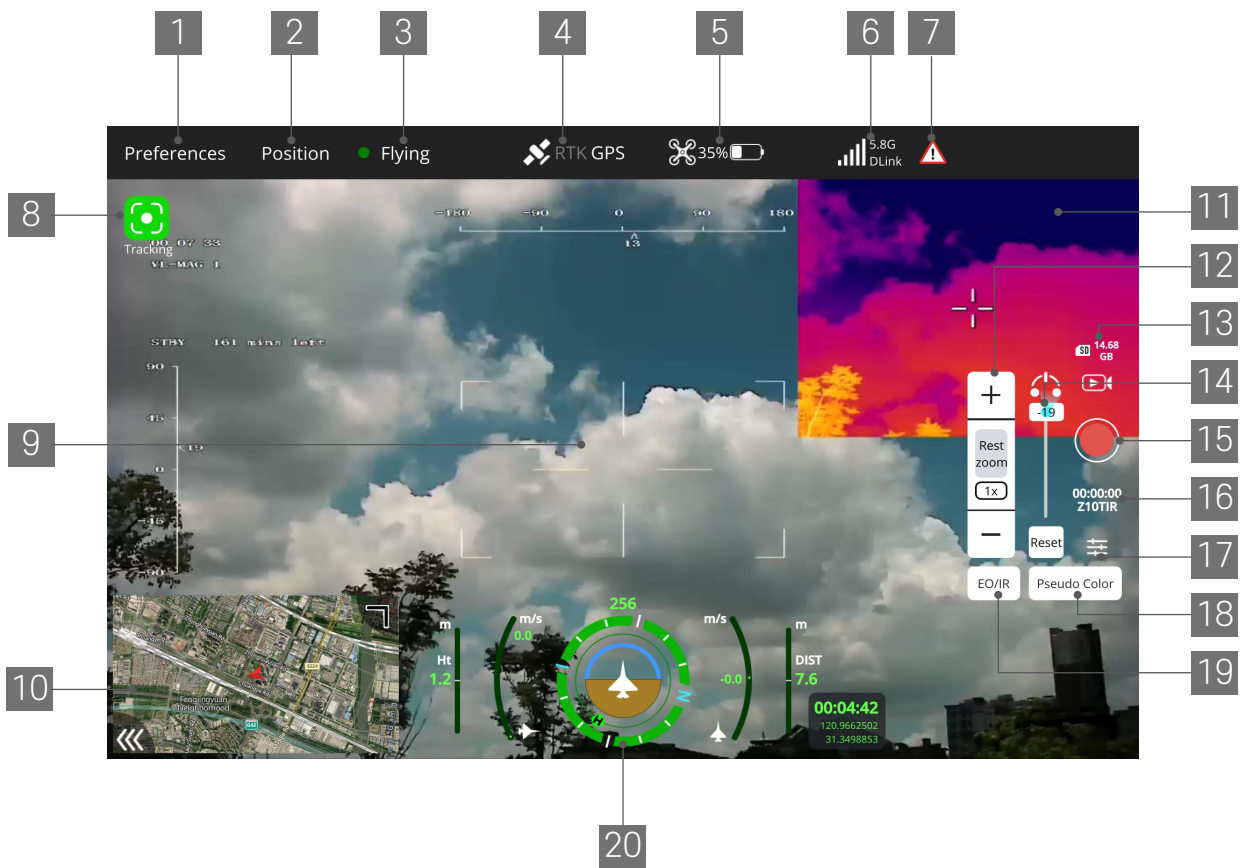 1 2 3 4 5 6 7
Preferences Position Flying RTK GPS 35% 5.8G
DLink
8
Tracking
00 07 33
VL-MAG 1
-180 -90 0 90 180
13
11
12
13
SD 14.68
GB
STBY 161 mins left
90
45
<19
0
-45
-90
14
-19
+
Rest
zoom
1x
−
9
15
00:00:00
Z10TIR
16
Reset
17
EO/IR Pseudo Color
18
19
10
S224
Fengjingyuan
Neighborhood
G42
256
m
Ht
1.2
m/s
0.0
N
H
m/s
-0.0
m
DIST
7.6
00:04:42
120.9662502
31.3498853
20